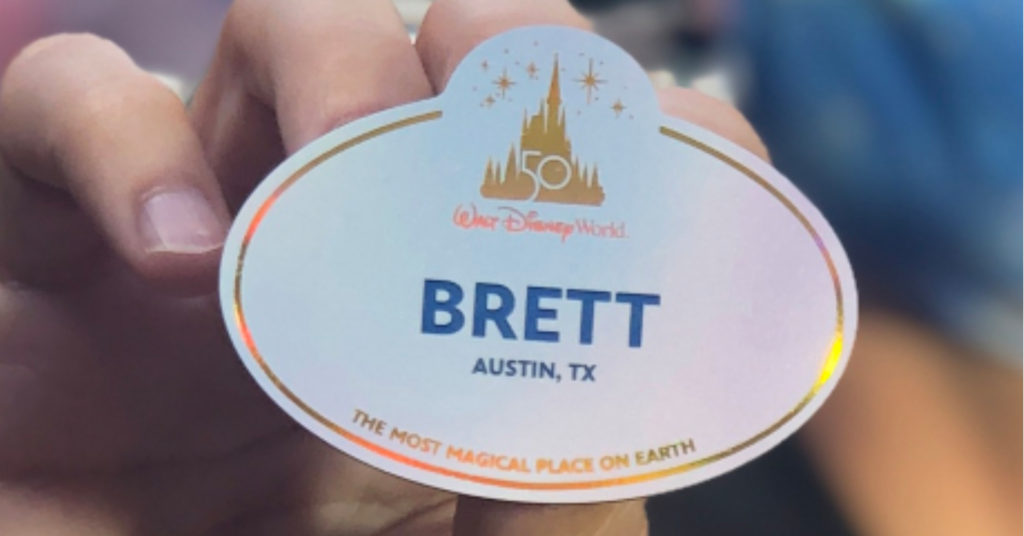 50
Walt Disney World.
BRETT
AUSTIN, TX
THE MOST MAGICAL PLACE ON EARTH